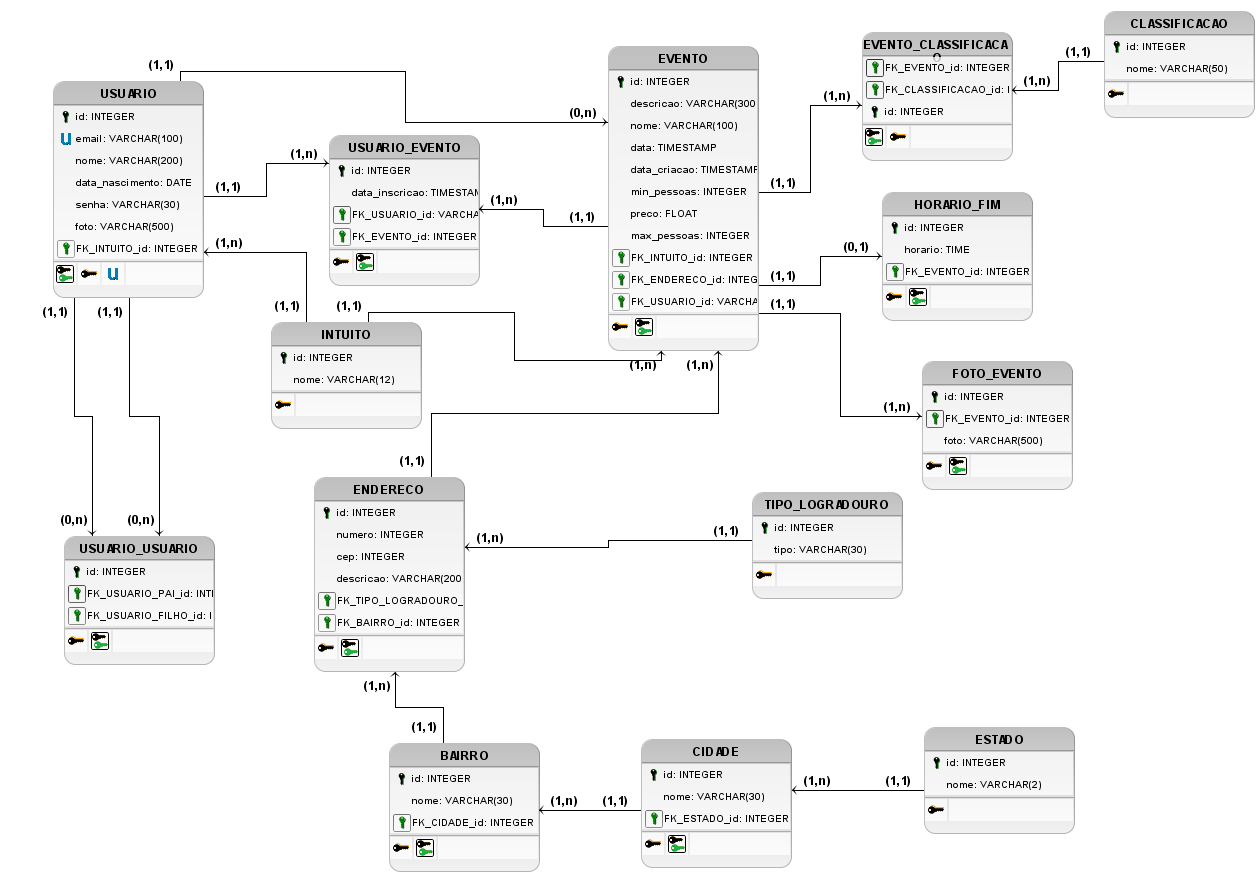 CLASSIFICACAO
id: INTEGER
nome: VARCHAR(50)
(1,1)
(1,n)
EVENTO_CLASSIFICACA
O
FK_EVENTO_id: INTEGER
FK_CLASSIFICACAO_id: I
id: INTEGER
(1,n)
(1,1)
EVENTO
id: INTEGER
descricao: VARCHAR(300
nome: VARCHAR(100)
data: TIMESTAMP
data_criacao: TIMESTAMF
min_pessoas: INTEGER
preco: FLOAT
max_pessoas: INTEGER
FK_INTUITO_id: INTEGER
FK_ENDERECO_id: INTEG
FK_USUARIO_id: VARCHA
(1,1)
(0,n)
USUARIO
id: INTEGER
u email: VARCHAR(100)
nome: VARCHAR(200)
data_nascimento: DATE
senha: VARCHAR(30)
foto: VARCHAR(500)
FK_INTUITO_id: INTEGER
u
(1,1)
(1,n)
USUARIO_EVENTO
id: INTEGER
data_inscricao: TIMESTAM
FK_USUARIO_id: VARCHA
FK_EVENTO_id: INTEGER
(1,n)
(1,1)
HORARIO_FIM
id: INTEGER
horario: TIME
FK_EVENTO_id: INTEGER
(0,1)
(1,1)
(1,1)
(1,n)
FOTO_EVENTO
id: INTEGER
FK_EVENTO_id: INTEGER
foto: VARCHAR(500)
(1,n)
(1,1)
(1,1)
INTUITO
id: INTEGER
nome: VARCHAR(12)
(1,n)
(1,n)
(1,1)
(1,1)
(1,1)
(0,n)
(0,n)
USUARIO_USUARIO
id: INTEGER
FK_USUARIO_PAI_id: INTI
FK_USUARIO_FILHO_id: I
ENDERECO
id: INTEGER
numero: INTEGER
cep: INTEGER
descricao: VARCHAR(200
FK_TIPO_LOGRADOURO_
FK_BAIRRO_id: INTEGER
(1,n)
(1,1)
TIPO_LOGRADOURO
id: INTEGER
tipo: VARCHAR(30)
(1,n)
(1,1)
BAIRRO
id: INTEGER
nome: VARCHAR(30)
FK_CIDADE_id: INTEGER
(1,n)
(1,1)
CIDADE
id: INTEGER
nome: VARCHAR(30)
FK_ESTADO_id: INTEGER
(1,n)
(1,1)
ESTADO
id: INTEGER
nome: VARCHAR(2)